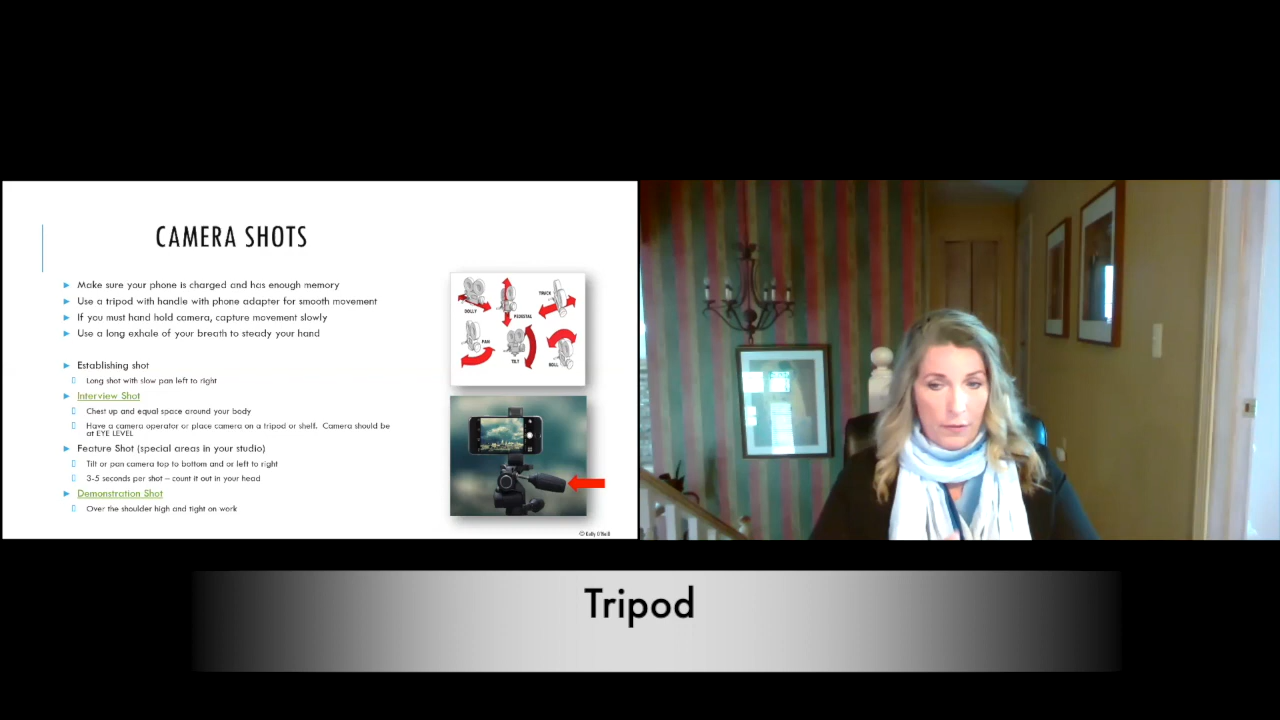 CAMERA SHOTS
Make sure your phone is charged and has enough memory
Use a tripod with handle with phone adapter for smooth movement
If you must hand hold camera, capture movement slowly
Use a long exhale of your breath to steady your hand
Establishing shot
Long shot with slow pan left to right
Interview Shot
Chest up and equal space around your body
Have a camera operator or place camera on a tripod or shelf. Camera should be
at EYE LEVEL
Feature Shot (special areas in your studio)
Tilt or pan camera top to bottom and or left to right
3-5 seconds per shot – count it out in your head
Demonstration Shot
Over the shoulder high and tight on work
DOLLY
PEDESTAL
TRUCK
PAN
TILT
ROLL
© Kelly O'Neill
Tripod